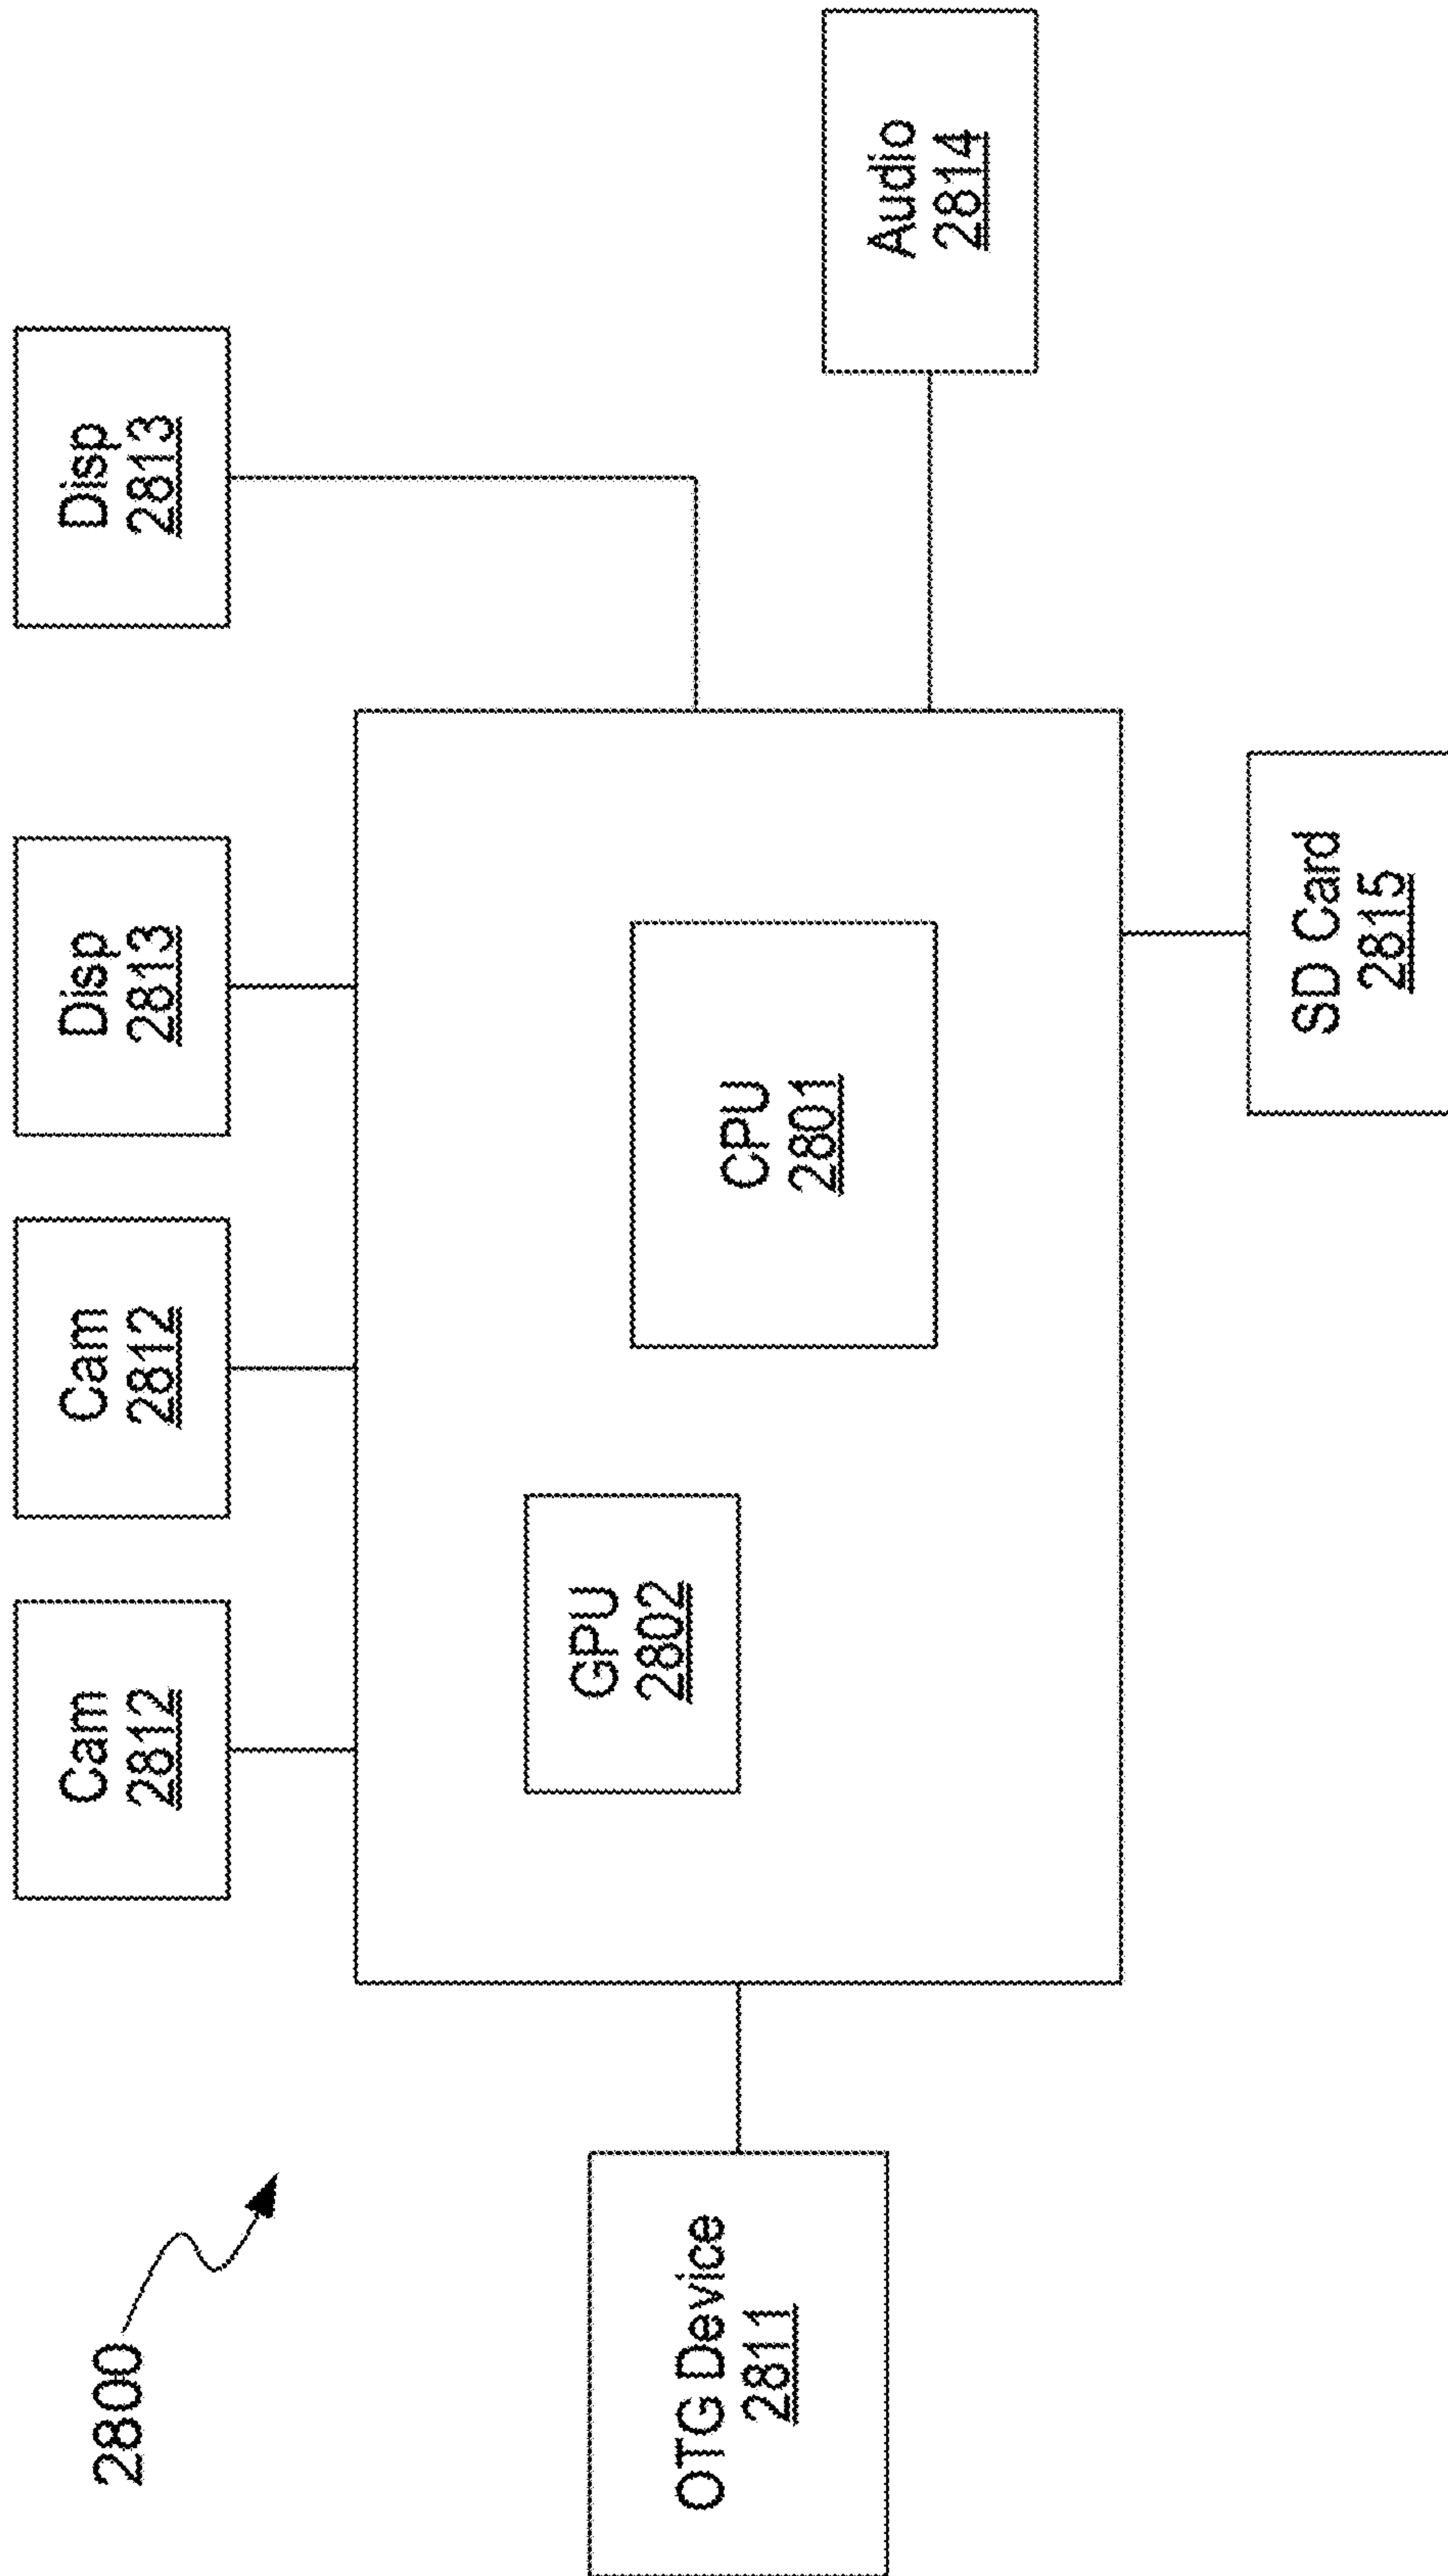 2800
Cam
2812
Cam
2812
Disp
2813
Disp
2813
OTG Device
2811
GPU
2802
CPU
2801
Audio
2814
SD Card
2815